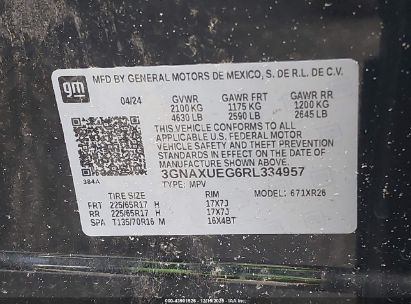 gm
MFD BY GENERAL MOTORS DE MEXICO, S. DE R.L. DE C.V.
04/24 GVWR GAWR FRT GAWR RR
2100 KG 1175 KG 1200 KG
4630 LB 2590 LB 2645 LB
THIS VEHICLE CONFORMS TO ALL
APPLICABLE U.S. FEDERAL MOTOR
VEHICLE SAFETY AND THEFT PREVENTION
STANDARDS IN EFFECT ON THE DATE OF
MANUFACTURE SHOWN ABOVE.
384A 3GNAXUEG6RL334957
TYPE: MPV MODEL: 671XR26
TIRE SIZE RIM
FRT 225/65R17 H 17X7J
RR 225/65R17 H 17X7J
SPA T135/70R16 M 16X4BT